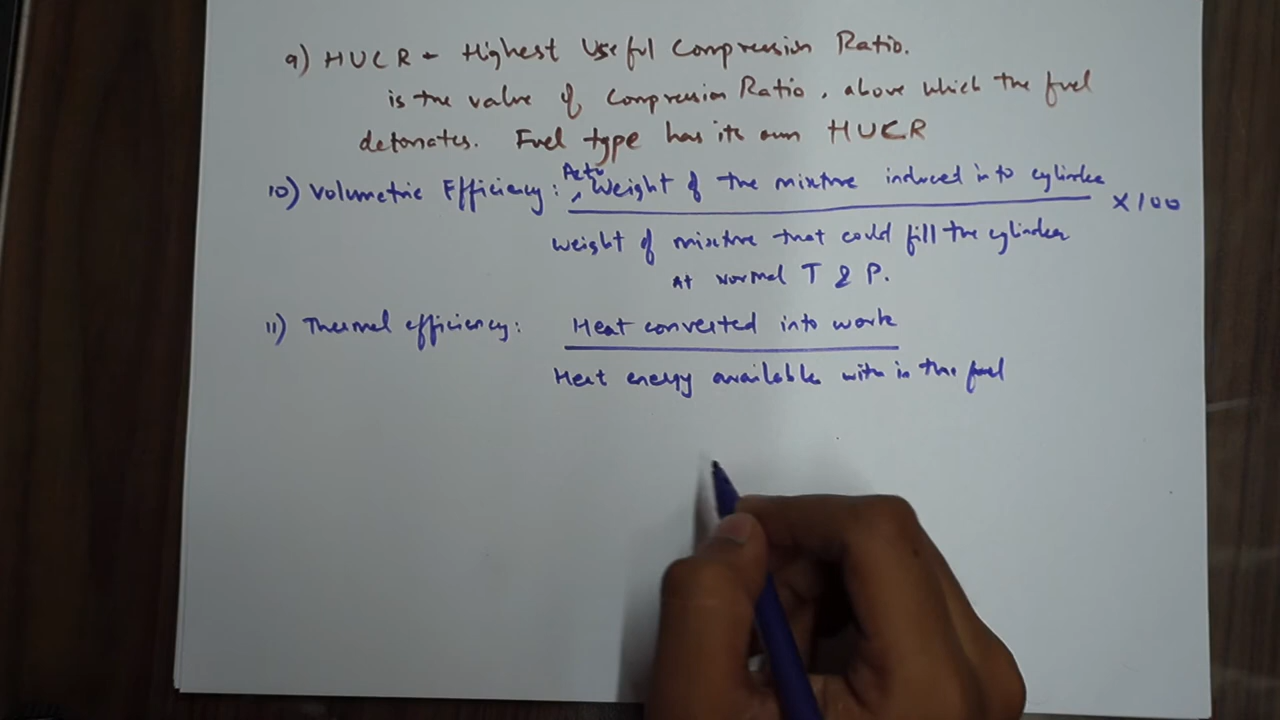 9) HUCR - Highest Useful Compression Ratio.
is the value of Compression Ratio, above which the fuel
detonates. Fuel type has its own HUCR
10) Volumetric Efficiency: Actu Weight of the mixture induced into cylinder X100
Weight of mixture that could fill the cylinder
At Normal T & P.
11) Thermal efficiency: Heat converted into work
Heat energy available with in the fuel